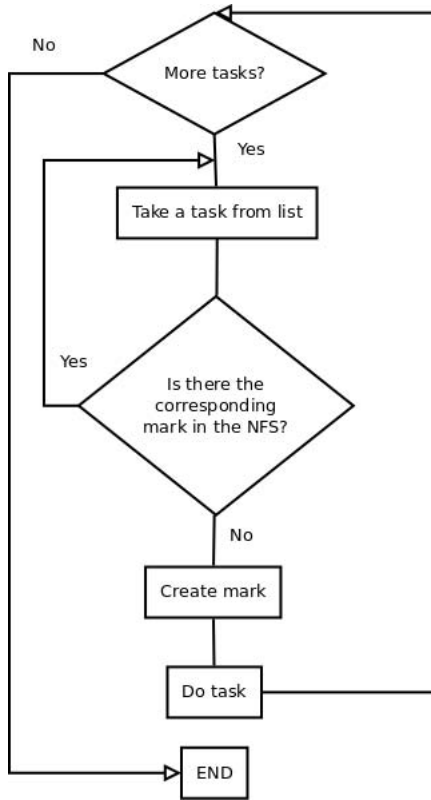 No
More tasks?
Yes
Take a task from list
Yes
Is there the
corresponding
mark in the NFS?
No
Create mark
Do task
END